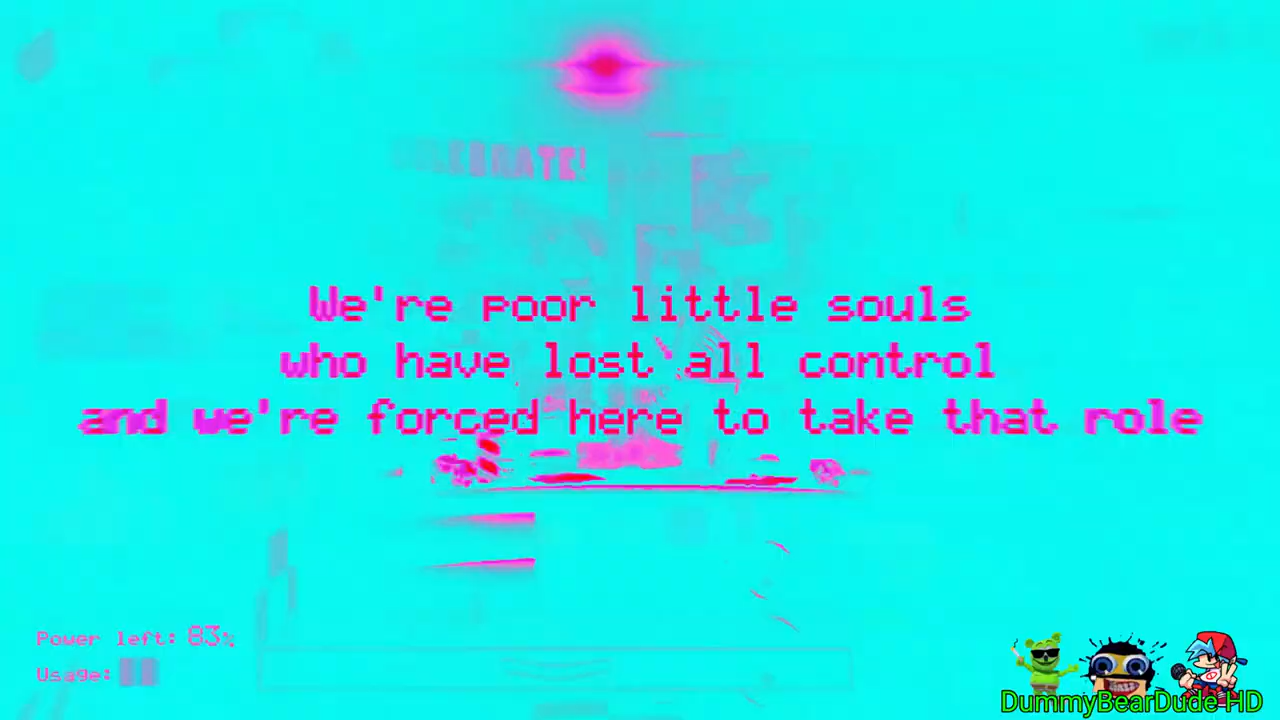 CELEBRATE!
We're poor little souls
who have lost all control
and we're forced here to take that role
Power left: 83%
Usage:
DummyBearDude HD